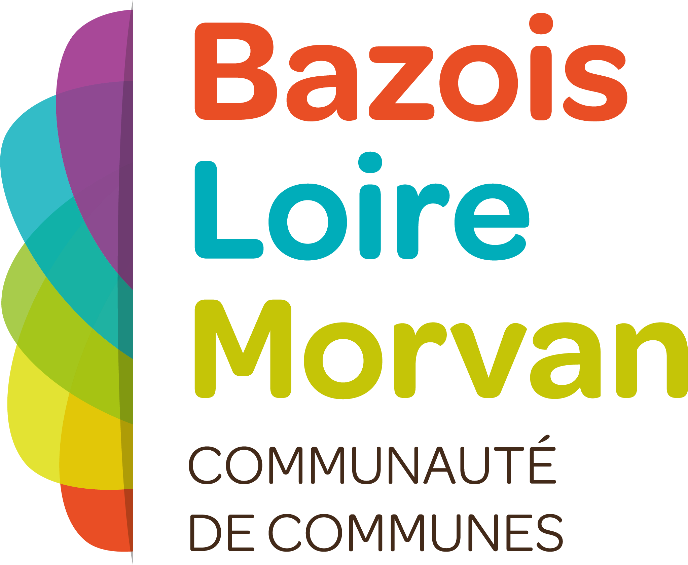 Bazois
Loire
Morvan
COMMUNAUTÉ
DE COMMUNES